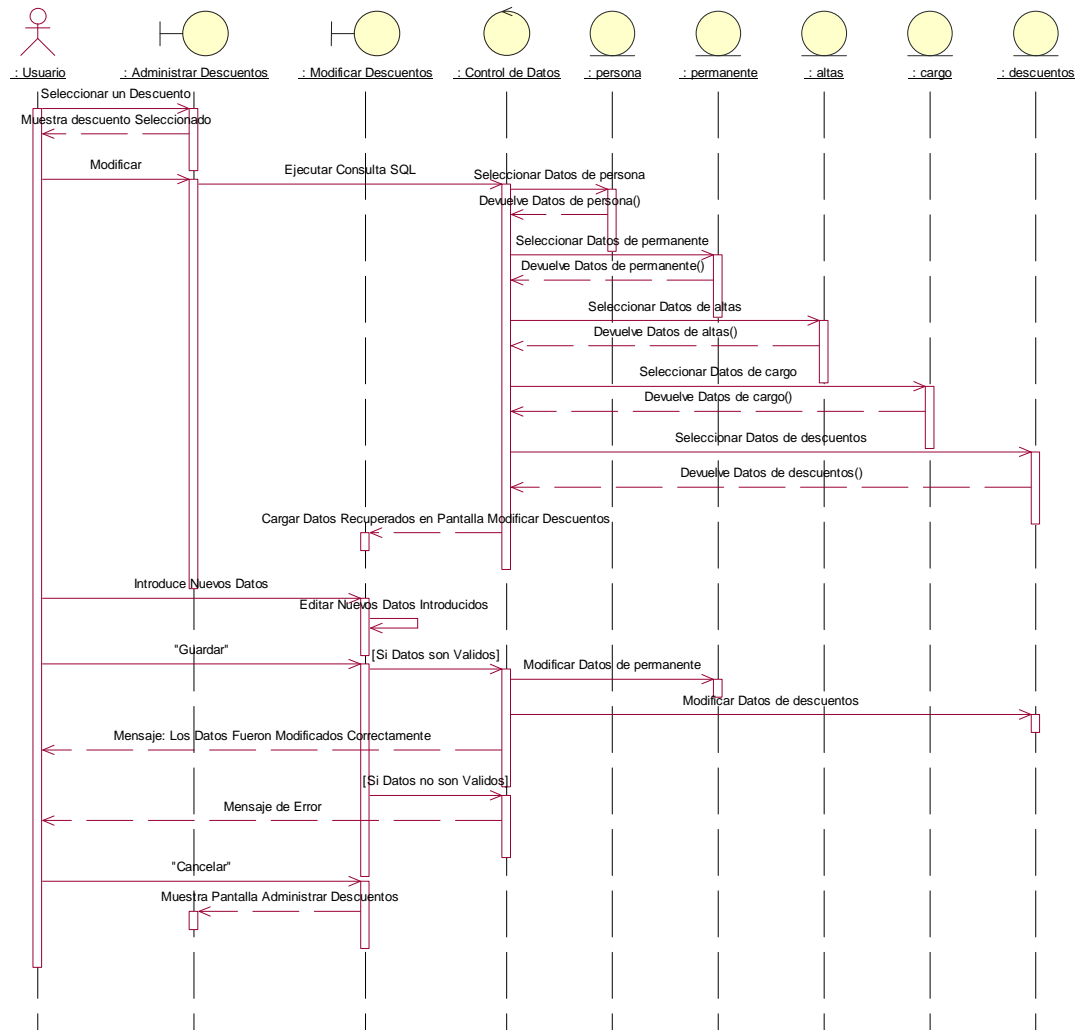 : Usuario
: Administrar Descuentos
: Modificar Descuentos
: Control de Datos
: persona
: permanente
: altas
: cargo
: descuentos
Seleccionar un Descuento
Muestra descuento Seleccionado
Modificar
Ejecutar Consulta SQL
Seleccionar Datos de persona
Devuelve Datos de persona()
Seleccionar Datos de permanente
Devuelve Datos de permanente()
Seleccionar Datos de altas
Devuelve Datos de altas()
Seleccionar Datos de cargo
Devuelve Datos de cargo()
Seleccionar Datos de descuentos
Devuelve Datos de descuentos()
Cargar Datos Recuperados en Pantalla Modificar Descuentos
Introduce Nuevos Datos
Editar Nuevos Datos Introducidos
"Guardar"
[Si Datos son Validos]
Modificar Datos de permanente
Modificar Datos de descuentos
Mensaje: Los Datos Fueron Modificados Correctamente
[Si Datos no son Validos]
Mensaje de Error
"Cancelar"
Muestra Pantalla Administrar Descuentos